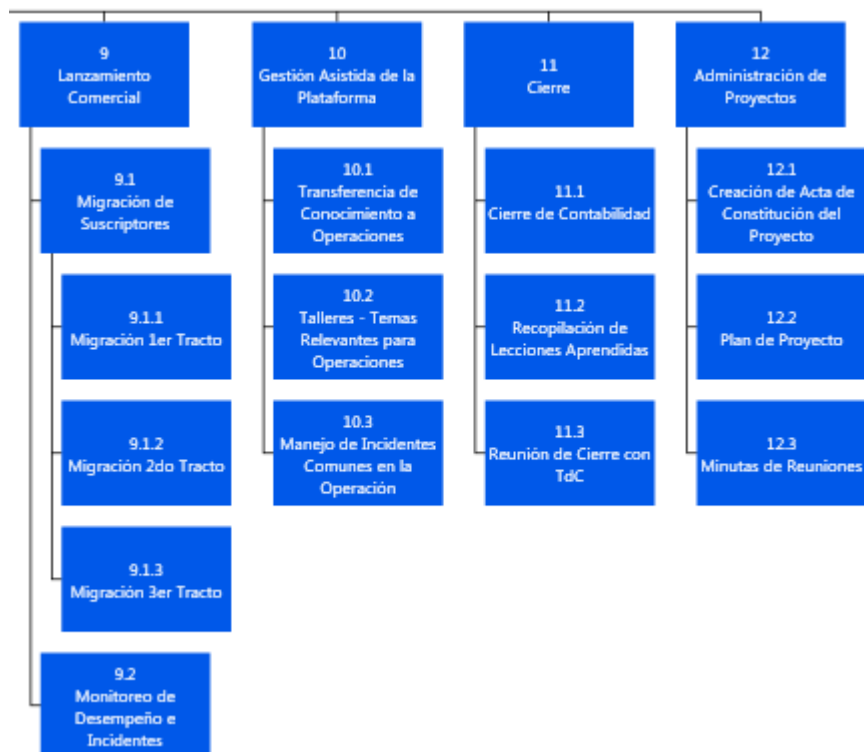 9
Lanzamiento
Comercial
9.1
Migración de
Suscriptores
9.1.1
Migración 1er Tracto
9.1.2
Migración 2do Tracto
9.1.3
Migración 3er Tracto
9.2
Monitoreo de
Desempeño e
Incidentes
10
Gestión Asistida de la
Plataforma
10.1
Transferencia de
Conocimiento a
Operaciones
10.2
Talleres - Temas
Relevantes para
Operaciones
10.3
Manejo de Incidentes
Comunes en la
Operación
11
Cierre
11.1
Cierre de Contabilidad
11.2
Recopilación de
Lecciones Aprendidas
11.3
Reunión de Cierre con
TdC
12
Administración de
Proyectos
12.1
Creación de Acta de
Constitución del
Proyecto
12.2
Plan de Proyecto
12.3
Minutas de Reuniones